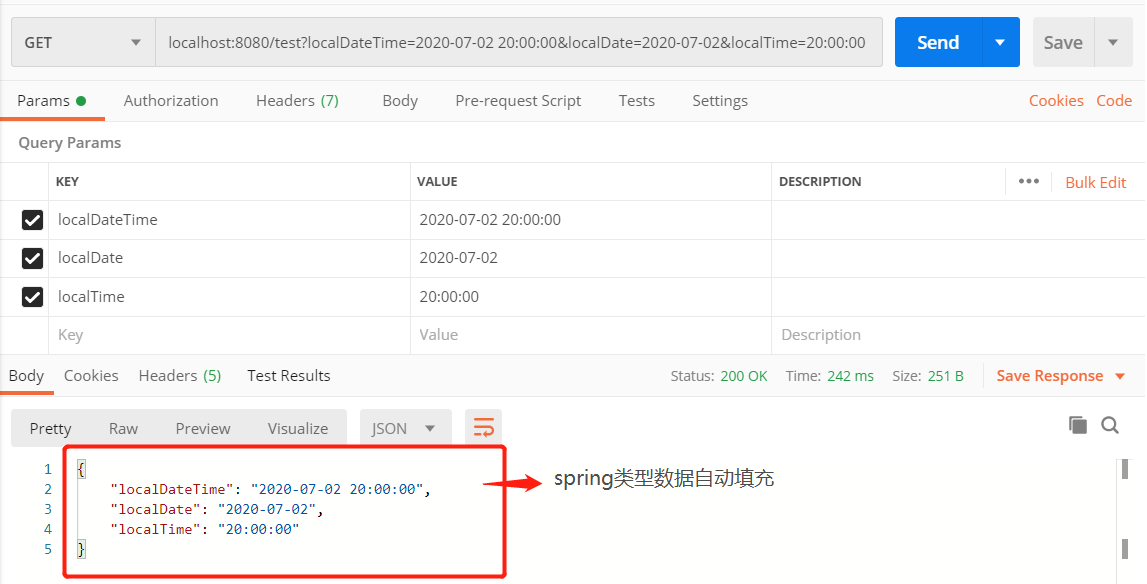 GET localhost:8080/test?localDateTime=2020-07-02 20:00:00&localDate=2020-07-02&localTime=20:00:00 Send Save
Params Authorization Headers (7) Body Pre-request Script Tests Settings Cookies Code
Query Params
KEY VALUE DESCRIPTION ••• Bulk Edit
localDateTime 2020-07-02 20:00:00
localDate 2020-07-02
localTime 20:00:00
Key Value Description
Body Cookies Headers (5) Test Results Status: 200 OK Time: 242 ms Size: 251 B Save Response
Pretty Raw Preview Visualize JSON
1 {
2 "localDateTime": "2020-07-02 20:00:00",
3 "localDate": "2020-07-02",
4 "localTime": "20:00:00"
5 }
spring类型数据自动填充